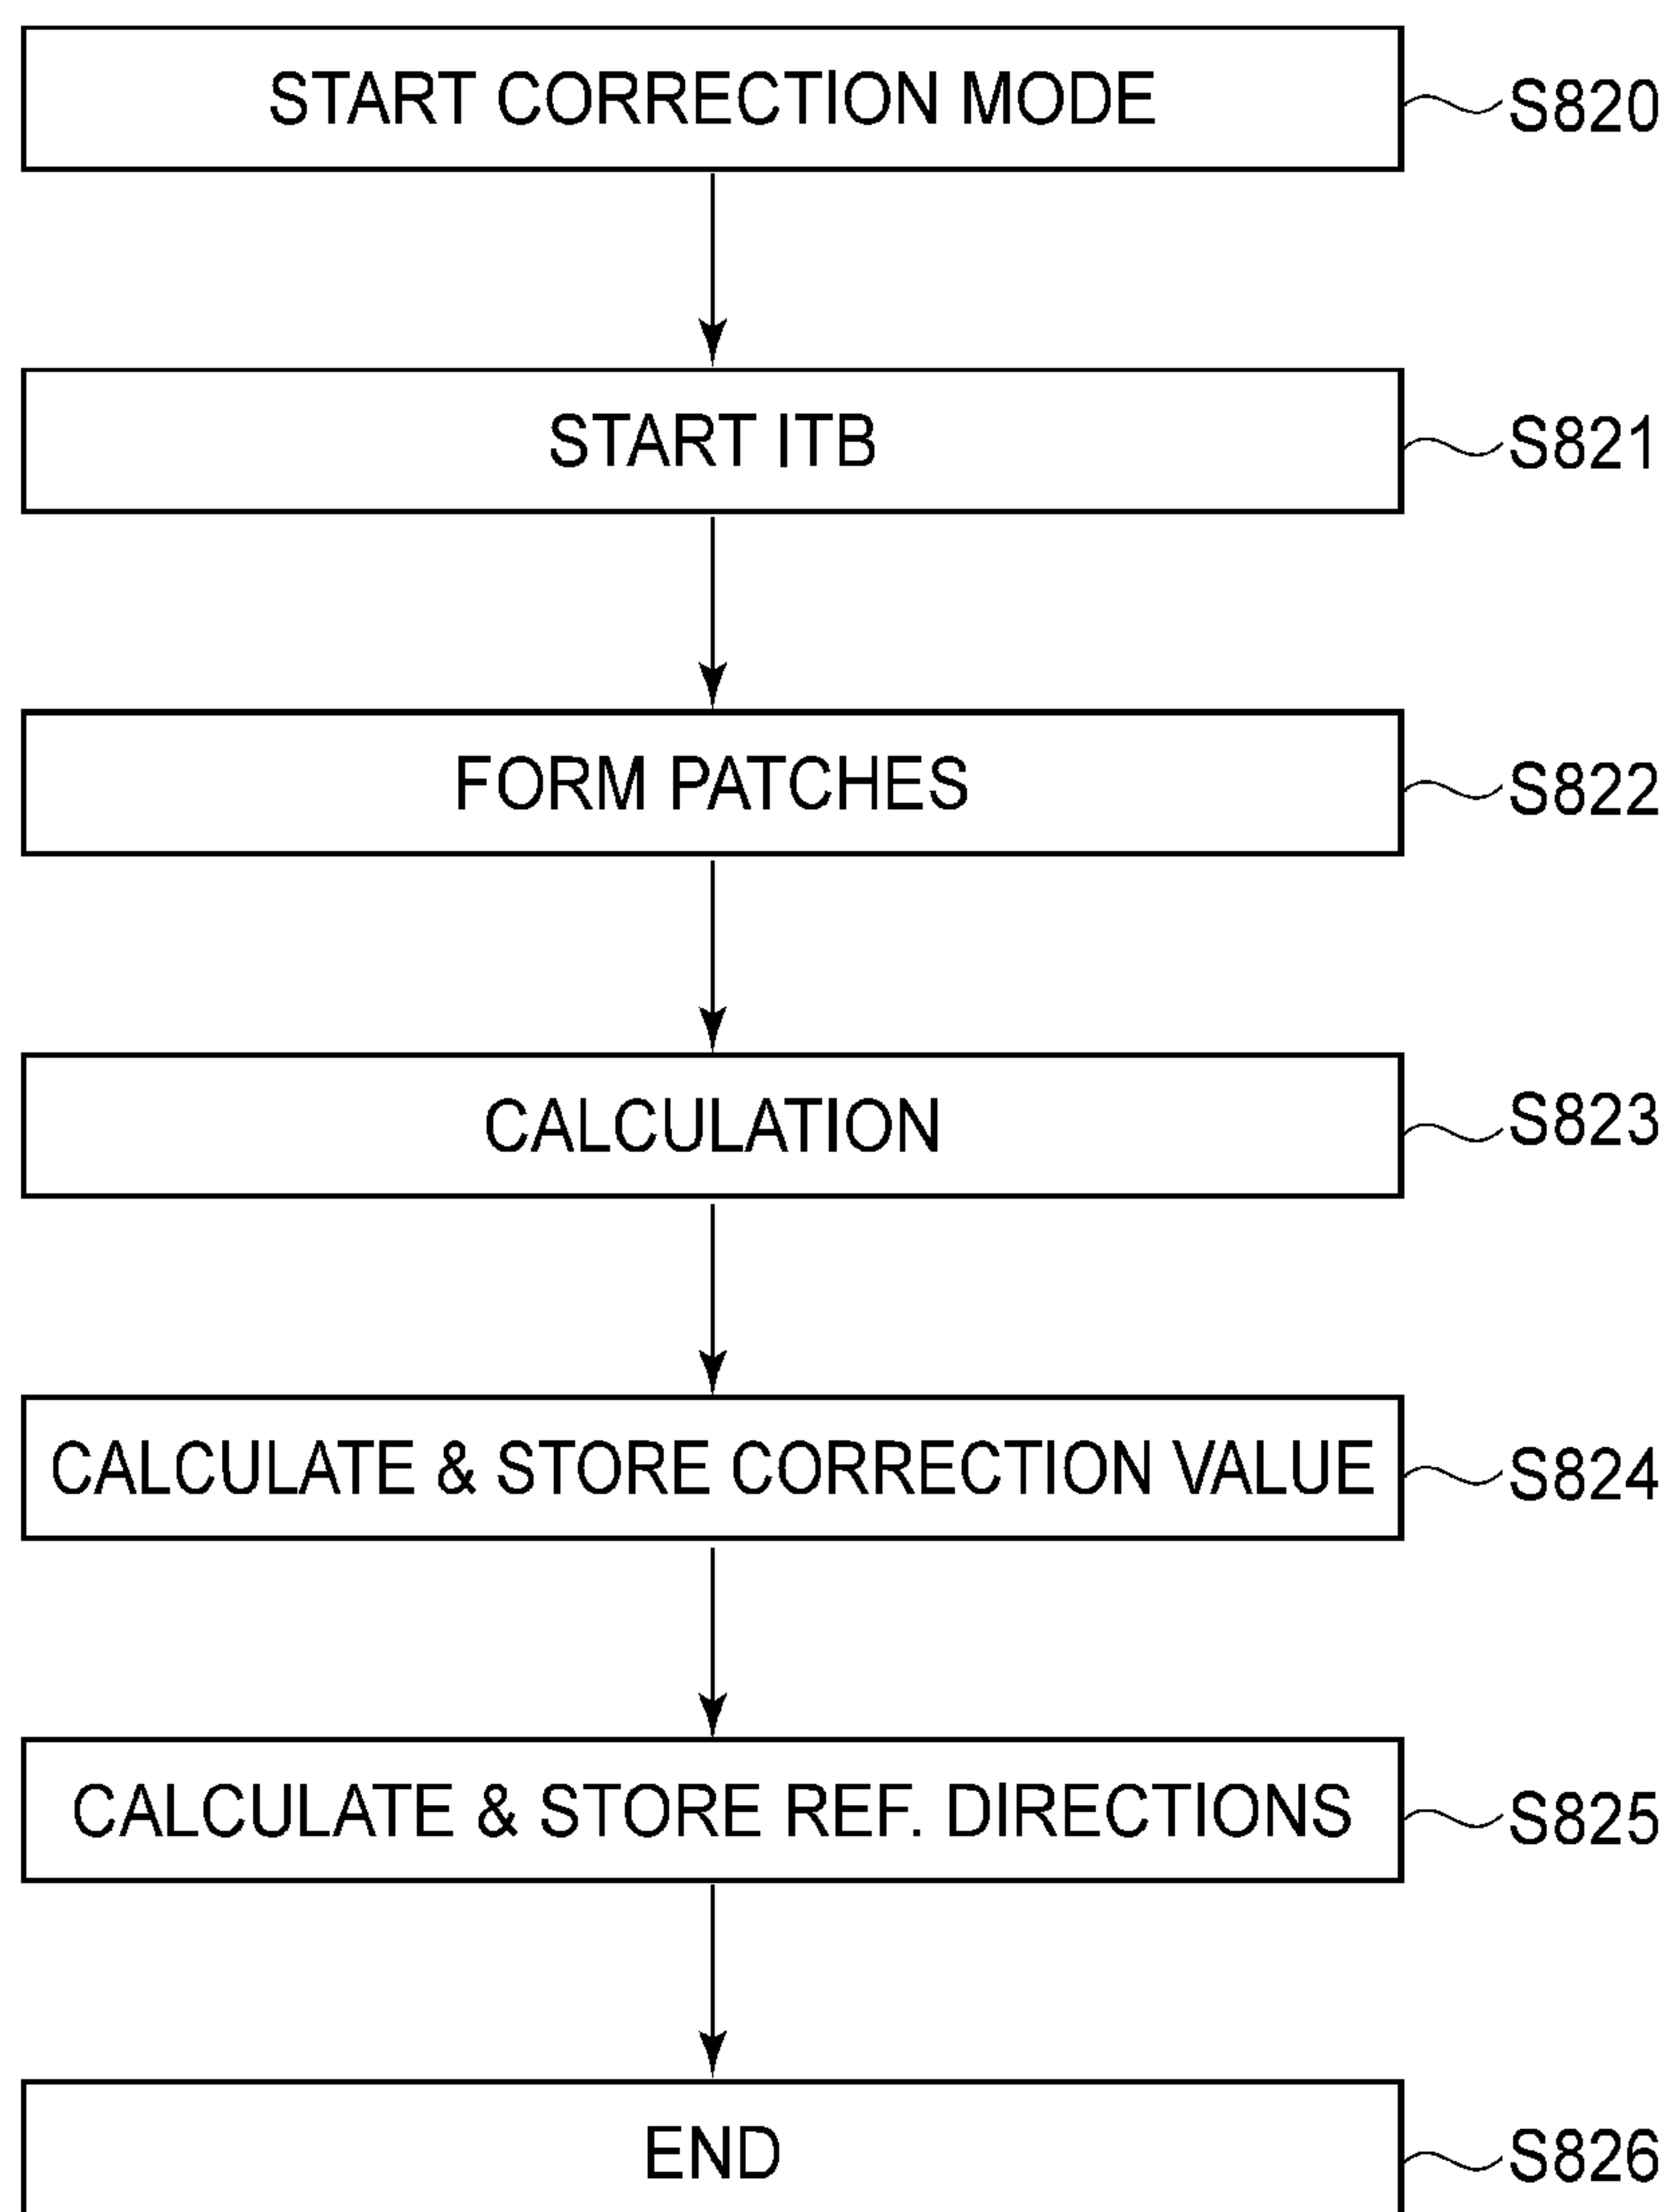 START CORRECTION MODE S820
START ITB S821
FORM PATCHES S822
CALCULATION S823
CALCULATE & STORE CORRECTION VALUE S824
CALCULATE & STORE REF. DIRECTIONS S825
END S826